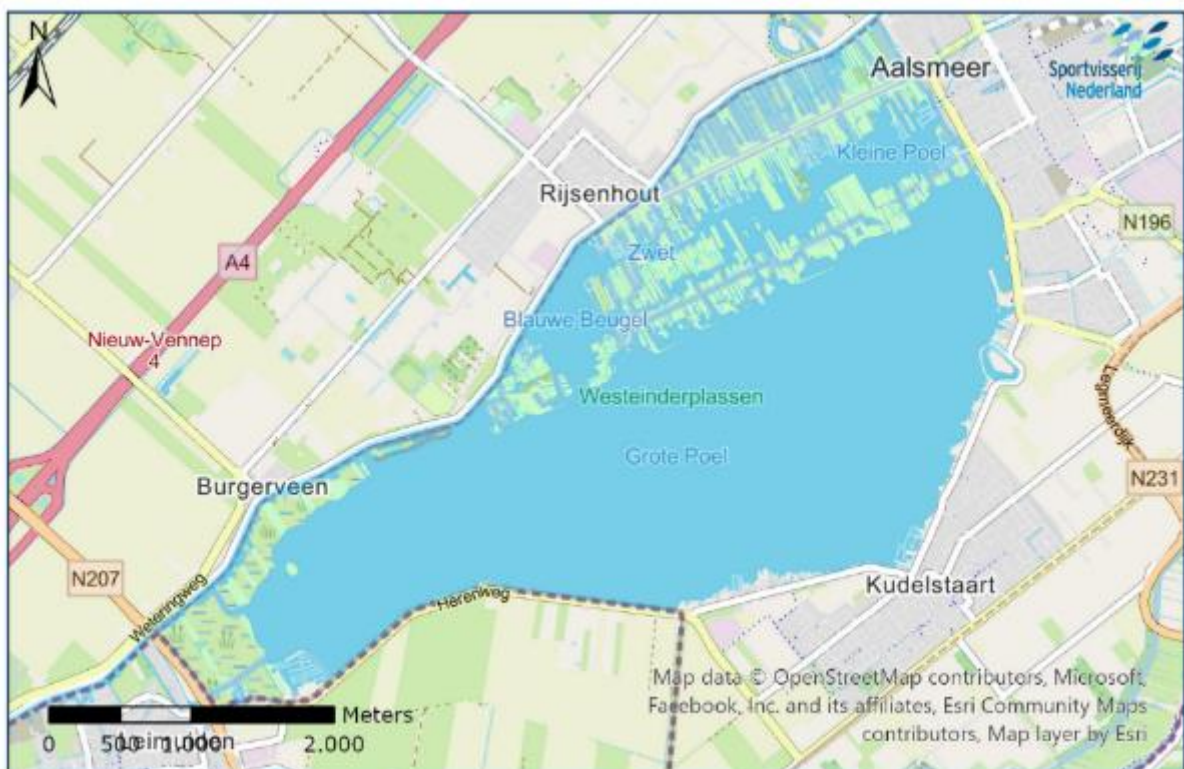 N
Aalsmeer
Sportvisserij
Nederland
Kleine Poel
Rijsenhout
N196
Zwet
A4
Blauwe Beugel
Nieuw-Vennep
4
Westeinderplassen
Legmeerdijk
Grote Poel
Burgerveen
N231
N207
Kudelstaart
Herenweg
Weteringweg
Map data © OpenStreetMap contributors, Microsoft,
Facebook, Inc. and its affiliates, Esri Community Maps
contributors, Map layer by Esri
Meters
0 500 1.000 2.000
Leimuiden